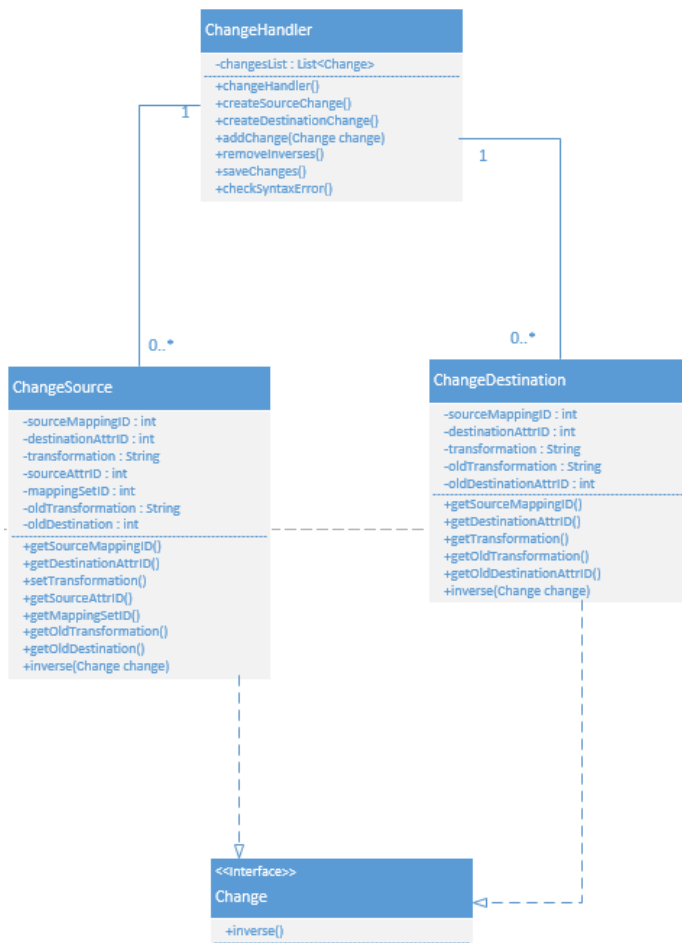 ChangeHandler
-changesList : List<Change>
+changeHandler()
+createSourceChange()
+createDestinationChange()
+addChange(Change change)
+removeInverses()
+saveChanges()
+checkSyntaxError()
1
1
0..*
0..*
ChangeSource
-sourceMappingID : int
-destinationAttrID : int
-transformation : String
-sourceAttrID : int
-mappingSetID : int
-oldTransformation : String
-oldDestination : int
+getSourceMappingID()
+getDestinationAttrID()
+setTransformation()
+getSourceAttrID()
+getMappingSetID()
+getOldTransformation()
+getOldDestination()
+inverse(Change change)
ChangeDestination
-sourceMappingID : int
-destinationAttrID : int
-transformation : String
-oldTransformation : String
-oldDestinationAttrID : int
+getSourceMappingID()
+getDestinationAttrID()
+getTransformation()
+getOldTransformation()
+getOldDestinationAttrID()
+inverse(Change change)
<<Interface>>
Change
+inverse()